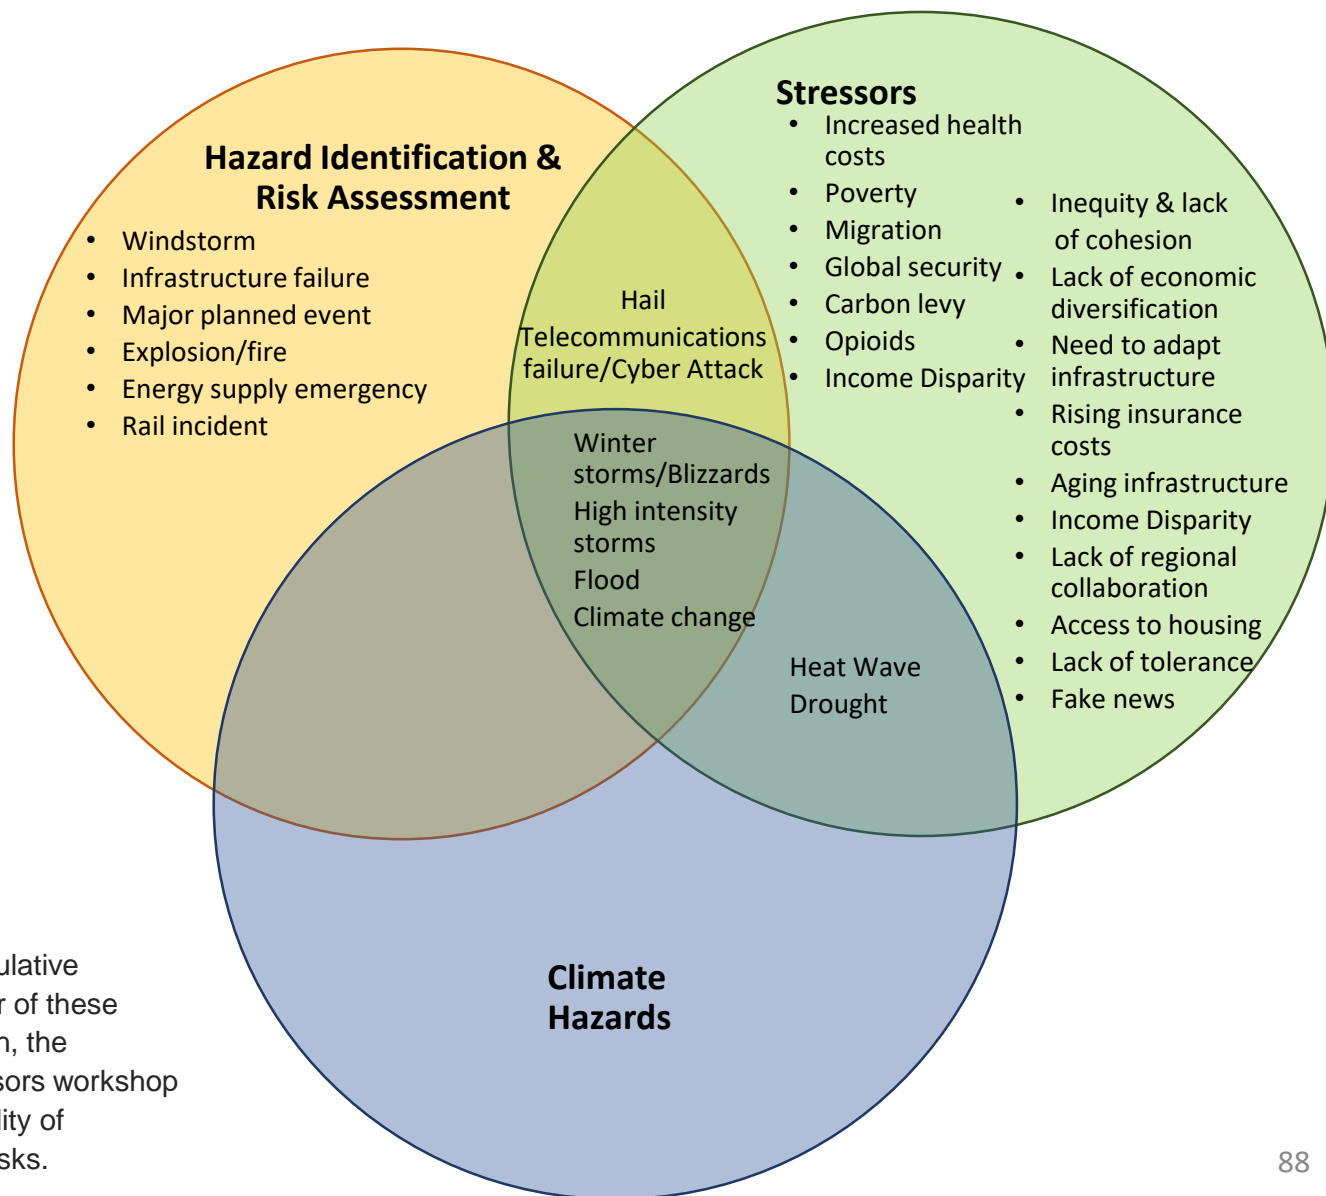 Hazard Identification &
Risk Assessment
• Windstorm
• Infrastructure failure
• Major planned event
• Explosion/fire
• Energy supply emergency
• Rail incident
Stressors
• Increased health
costs
• Poverty
• Migration
• Global security
• Carbon levy
• Opioids
• Income Disparity
• Inequity & lack
of cohesion
• Lack of economic
diversification
• Need to adapt
infrastructure
• Rising insurance
costs
• Aging infrastructure
• Income Disparity
• Lack of regional
collaboration
• Access to housing
• Lack of tolerance
• Fake news
Hail
Telecommunications
failure/Cyber Attack
Winter
storms/Blizzards
High intensity
storms
Flood
Climate change
Heat Wave
Drought
Climate
Hazards
of these
the
workshop
of
88